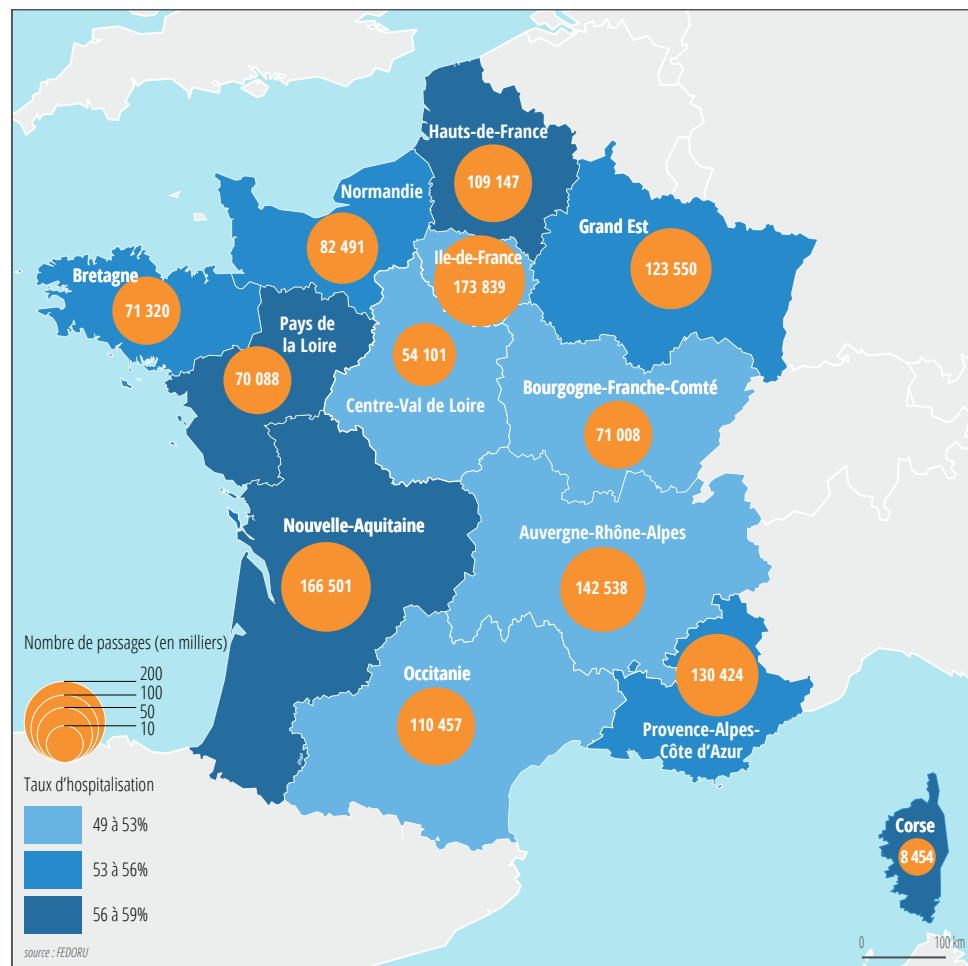 Hauts-de-France
109 147
Normandie
82 491
Grand Est
123 550
Ile-de-France
173 839
Bretagne
71 320
Pays de
la Loire
70 088
54 101
Centre-Val de Loire
Bourgogne-Franche-Comté
71 008
Nouvelle-Aquitaine
166 501
Auvergne-Rhône-Alpes
142 538
Occitanie
110 457
130 424
Provence-Alpes-
Côte d'Azur
Corse
8 454
Nombre de passages (en milliers)
200
100
50
10
Taux d'hospitalisation
49 à 53%
53 à 56%
56 à 59%
source : FEDORU
0 100 km